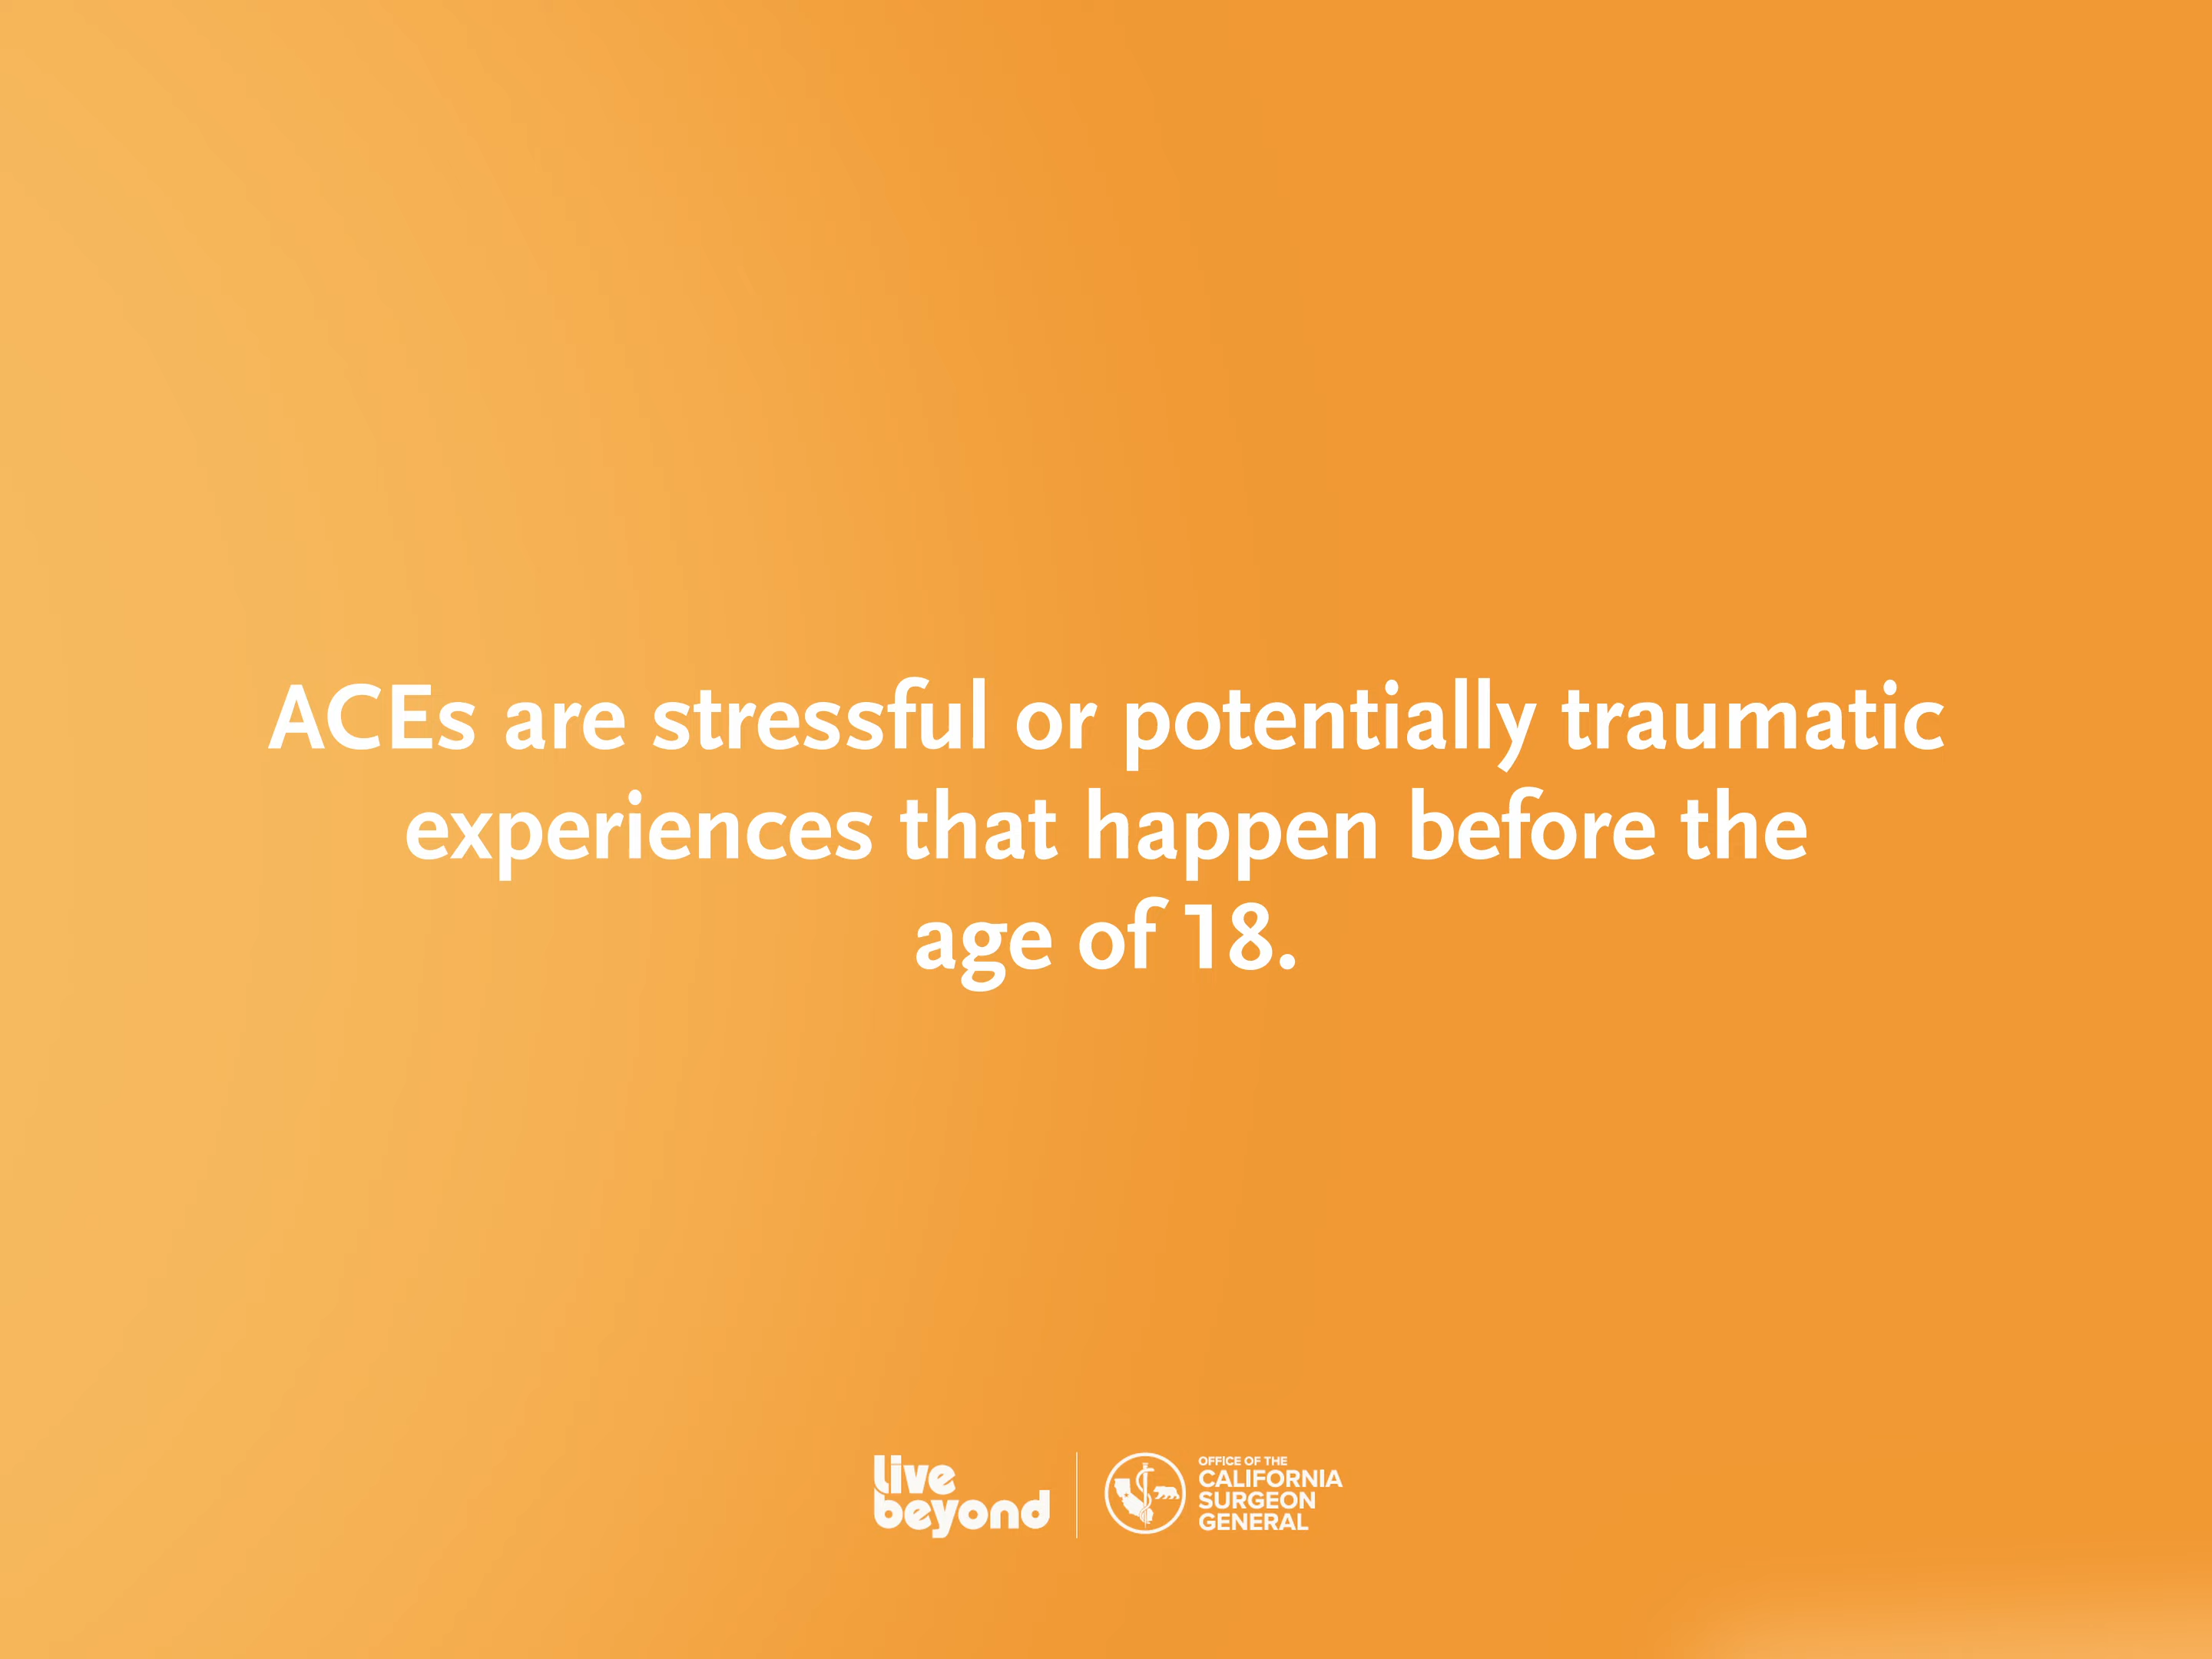 ACEs are stressful or potentially traumatic
experiences that happen before the
age of 18.
live
beyond
OFFICE OF THE
CALIFORNIA
SURGEON
GENERAL